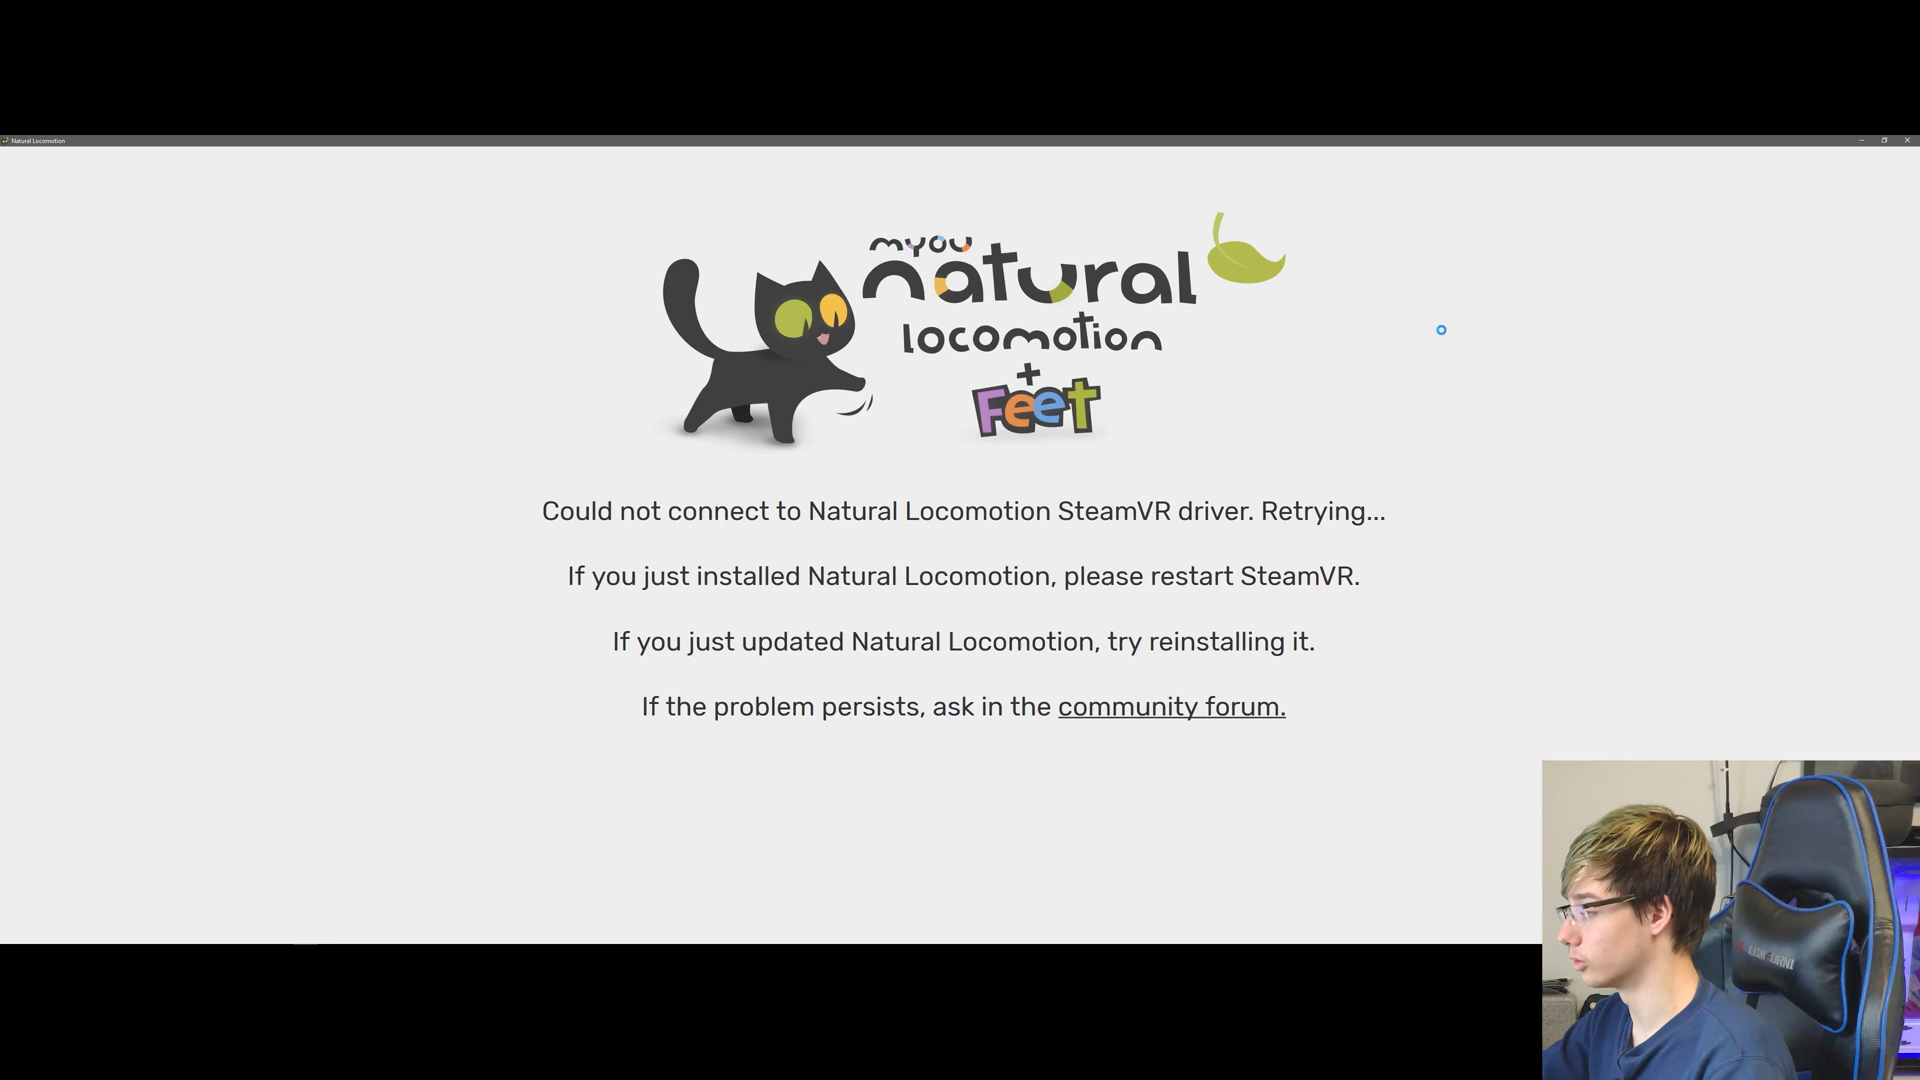 Natural Locomotion
myou
natural
locomotion
+
Feet
Could not connect to Natural Locomotion SteamVR driver. Retrying...
If you just installed Natural Locomotion, please restart SteamVR.
If you just updated Natural Locomotion, try reinstalling it.
If the problem persists, ask in the community forum.